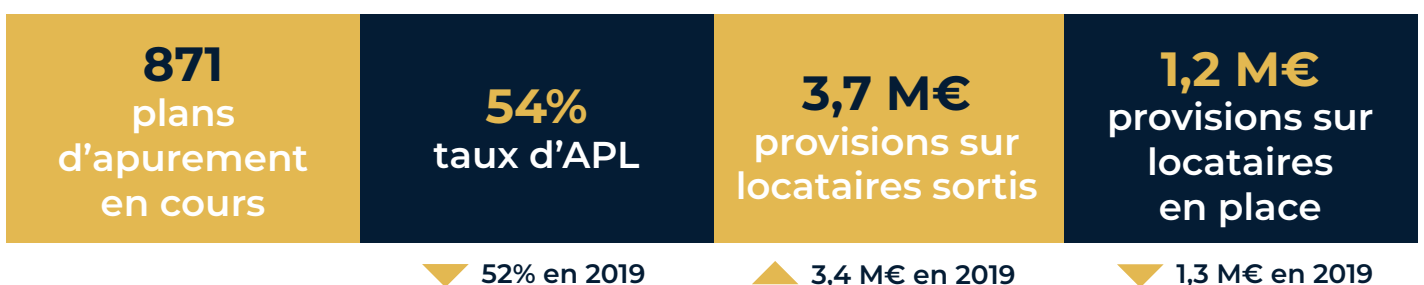 871
plans
d'apurement
en cours
54%
taux d'APL
3,7 M€
provisions sur
locataires sortis
1,2 M€
provisions sur
locataires
en place
52% en 2019
3,4 M€ en 2019
1,3 M€ en 2019